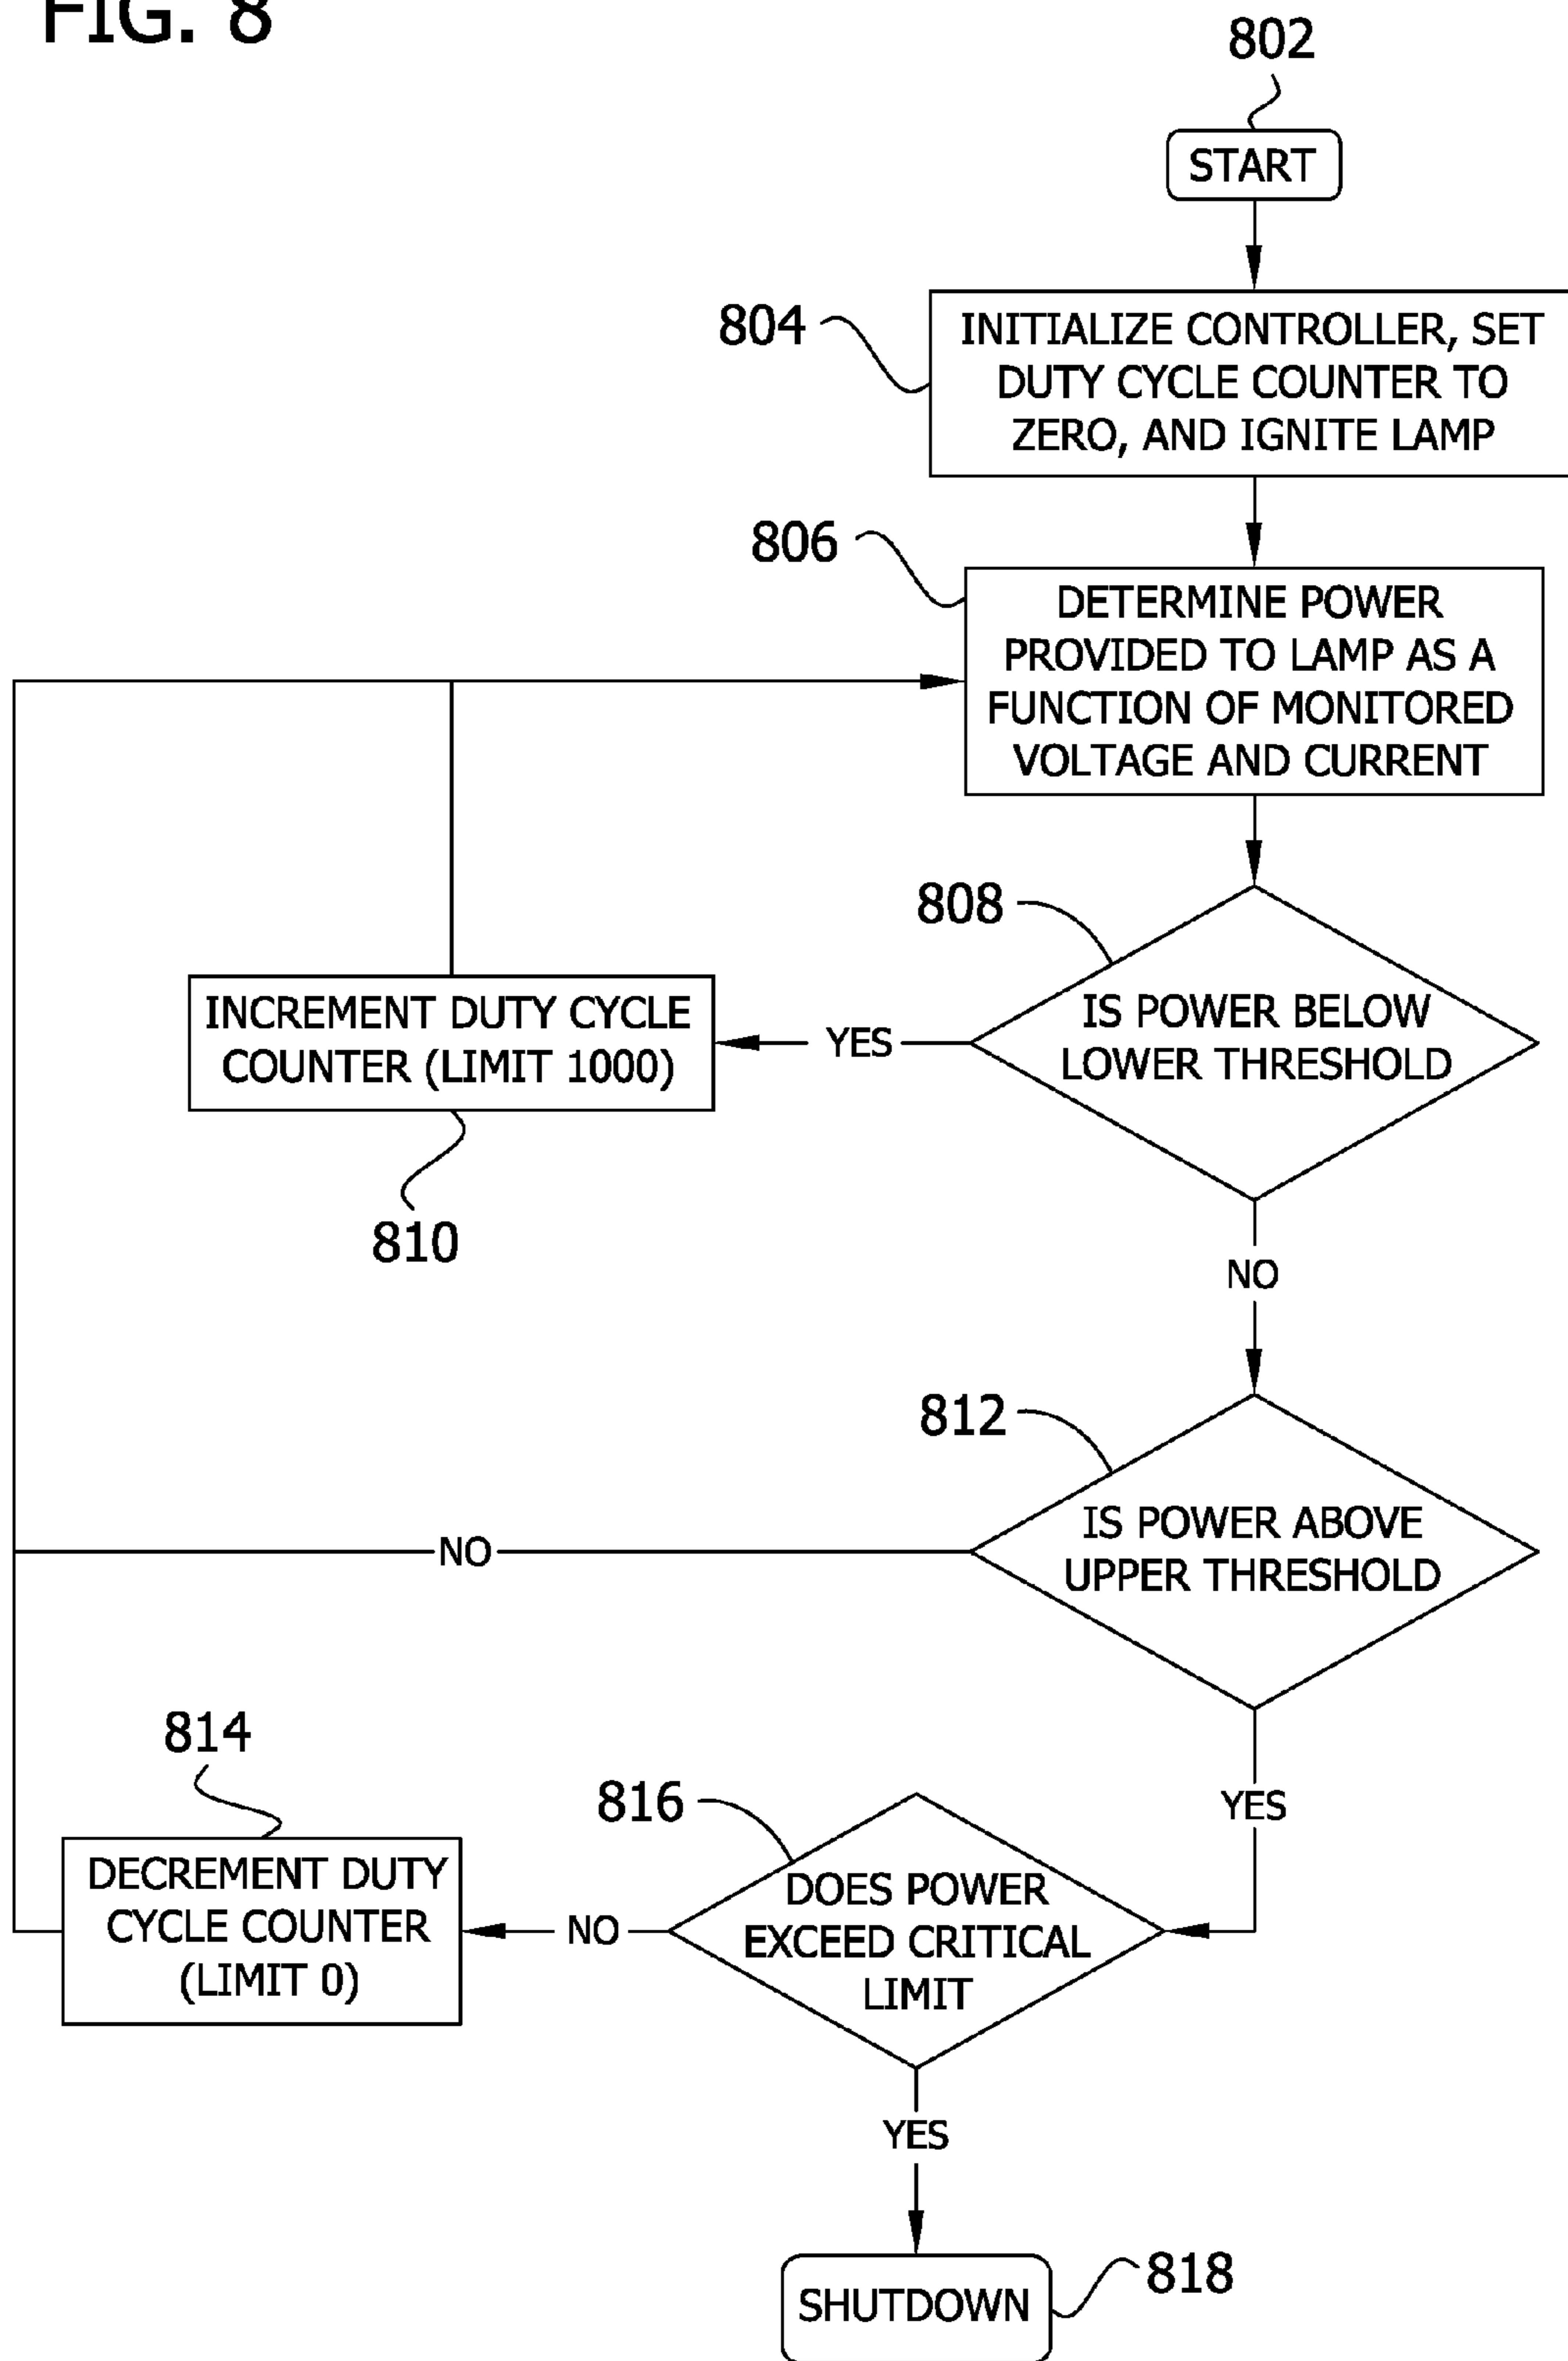 FIG. 8
802
START
804
INITIALIZE CONTROLLER, SET
DUTY CYCLE COUNTER TO
ZERO, AND IGNITE LAMP
806
DETERMINE POWER
PROVIDED TO LAMP AS A
FUNCTION OF MONITORED
VOLTAGE AND CURRENT
808
IS POWER BELOW
LOWER THRESHOLD
YES
INCREMENT DUTY CYCLE
COUNTER (LIMIT 1000)
810
NO
812
IS POWER ABOVE
UPPER THRESHOLD
NO
YES
814
DECREMENT DUTY
CYCLE COUNTER
(LIMIT 0)
NO
816
DOES POWER
EXCEED CRITICAL
LIMIT
YES
SHUTDOWN
818